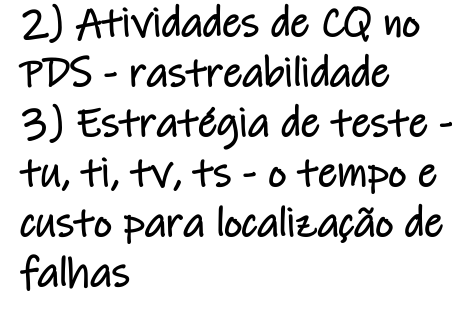 2) Atividades de CQ no
PDS - rastreabilidade
3) Estratégia de teste -
tu, ti, tv, ts - o tempo e
custo para localização de
falhas